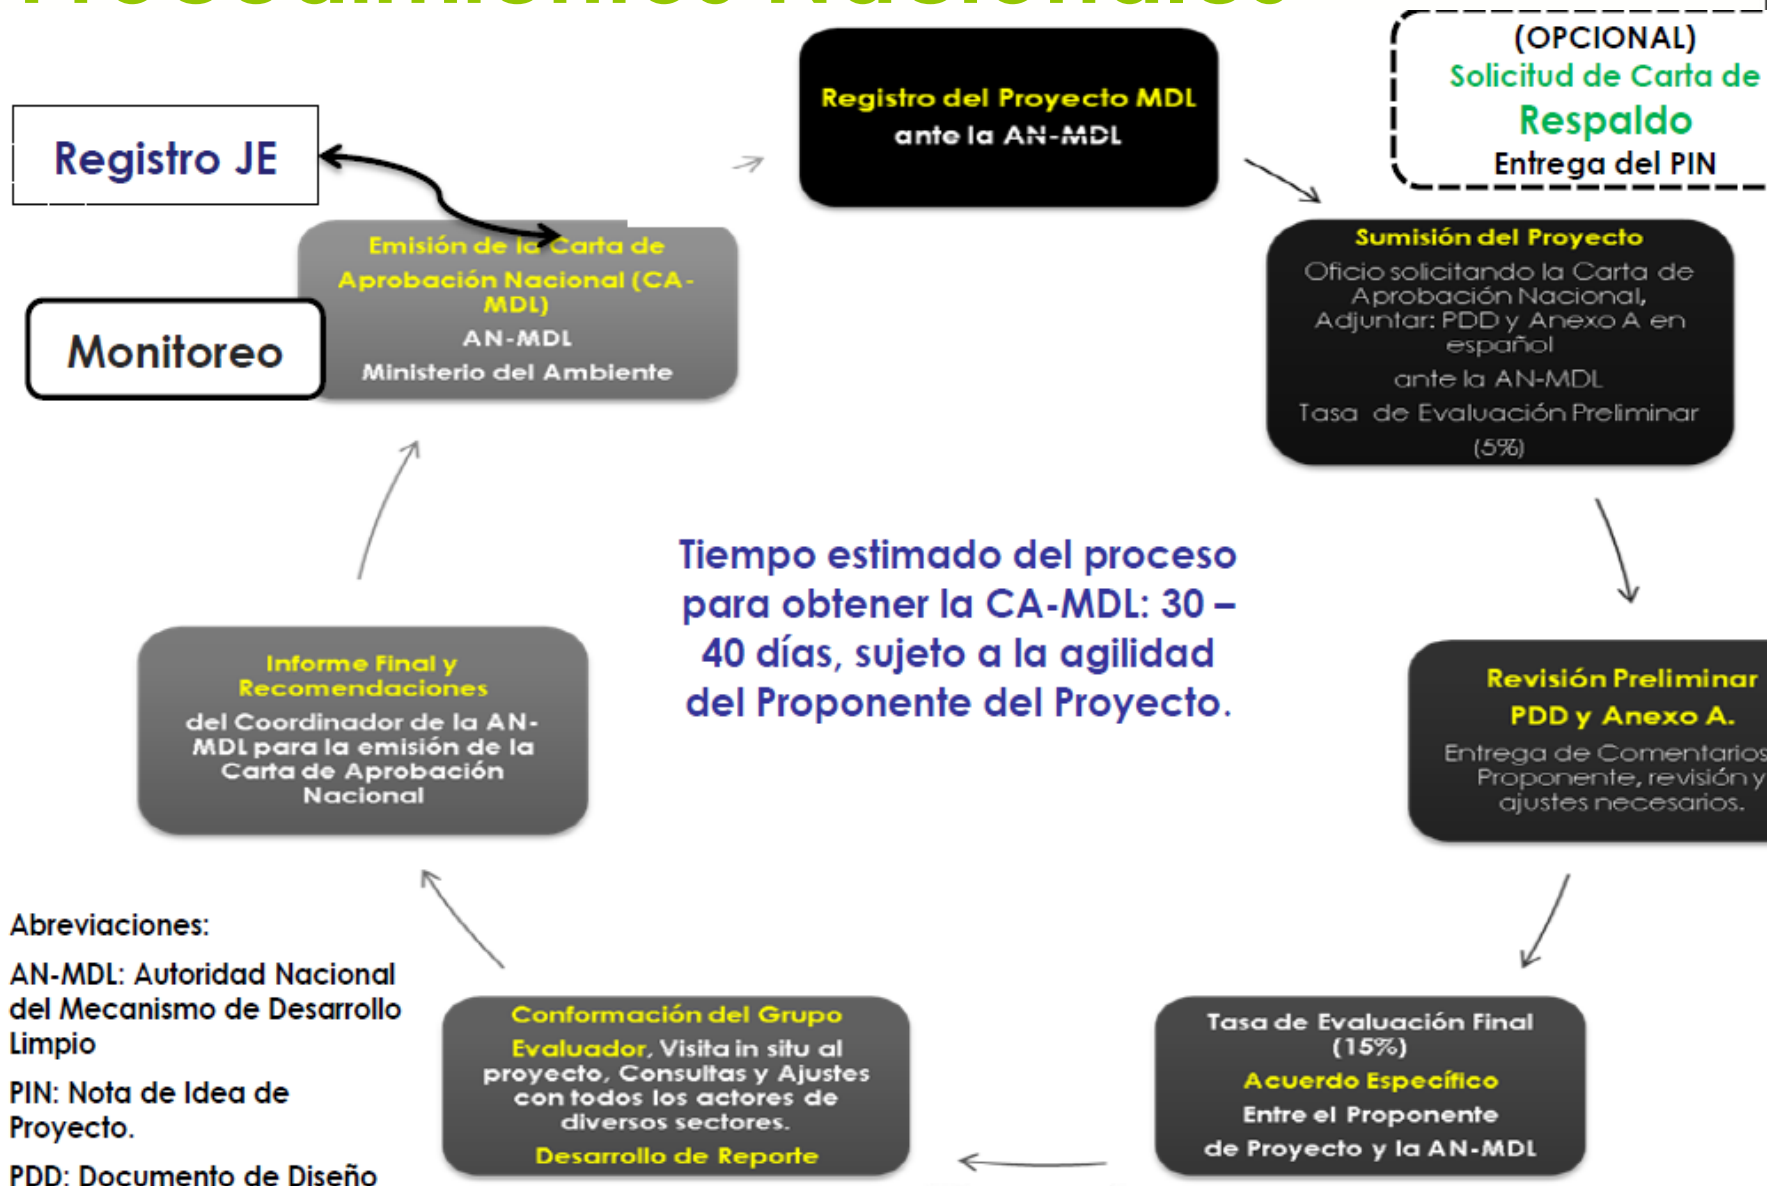 Procedimientos Nacionales
(OPCIONAL)
Solicitud de Carta de
Respaldo
Entrega del PIN
Registro del Proyecto MDL
ante la AN-MDL
Registro JE
Emisión de la Carta de
Aprobación Nacional (CA-
MDL)
AN-MDL
Ministerio del Ambiente
Monitoreo
Sumisión del Proyecto
Oficio solicitando la Carta de
Aprobación Nacional,
Adjuntar: PDD y Anexo A en
español
ante la AN-MDL
Tasa de Evaluación Preliminar
(5%)
Tiempo estimado del proceso
para obtener la CA-MDL: 30 –
40 días, sujeto a la agilidad
del Proponente del Proyecto.
Revisión Preliminar
PDD y Anexo A.
Entrega de Comentarios
Proponente, revisión y
ajustes necesarios.
Informe Final y
Recomendaciones
del Coordinador de la AN-
MDL para la emisión de la
Carta de Aprobación
Nacional
Tasa de Evaluación Final
(15%)
Acuerdo Específico
Entre el Proponente
de Proyecto y la AN-MDL
Conformación del Grupo
Evaluador, Visita in situ al
proyecto, Consultas y Ajustes
con todos los actores de
diversos sectores.
Desarrollo de Reporte
Abreviaciones:
AN-MDL: Autoridad Nacional
del Mecanismo de Desarrollo
Limpio
PIN: Nota de Idea de
Proyecto.
PDD: Documento de Diseño